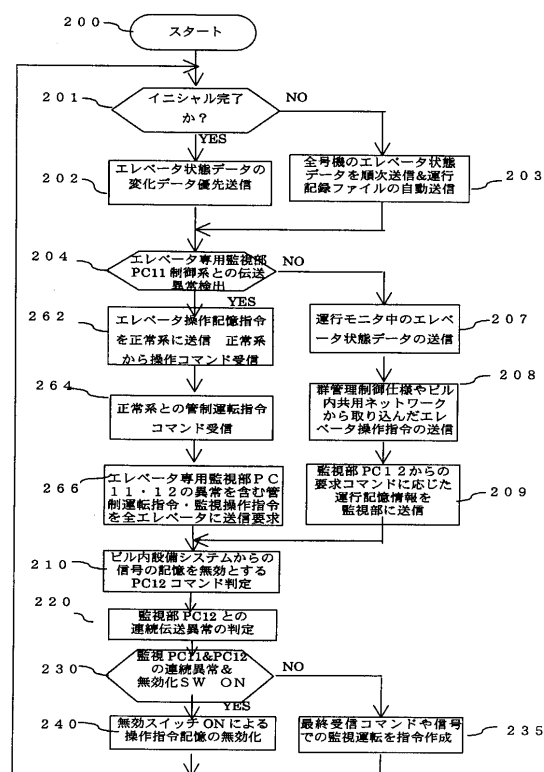 200
スタート
201
イニシャル完了
か？
NO
YES
202
エレベータ状態データの
変化データ優先送信
全号機のエレベータ状態
データを順次送信&運行
記録ファイルの自動送信
203
204
エレベータ専用監視部
PC11制御系との伝送
異常検出
NO
YES
262
エレベータ操作記憶指令
を正常系に送信 正常系
から操作コマンド受信
運行モニタ中のエレベ
ータ状態データの送信
207
264
正常系との管制運転指令
コマンド受信
群管理制御仕様やビル
内共用ネットワーク
から取り込んだエレ
ベータ操作指令の送信
208
266
エレベータ専用監視部PC
11・12の異常を含む管
制運転指令・監視操作指令
を全エレベータに送信要求
監視部PC12からの
要求コマンドに応じた
運行記憶情報を
監視部に送信
209
210
ビル内設備システムからの
信号の記憶を無効とする
PC12コマンド判定
220
監視部PC12との
連続伝送異常の判定
230
監視PC11&PC12
の連続異常&
無効化SW ON
NO
YES
240
無効スイッチONによる
操作指令記憶の無効化
最終受信コマンドや信号
での監視運転を指令作成
235